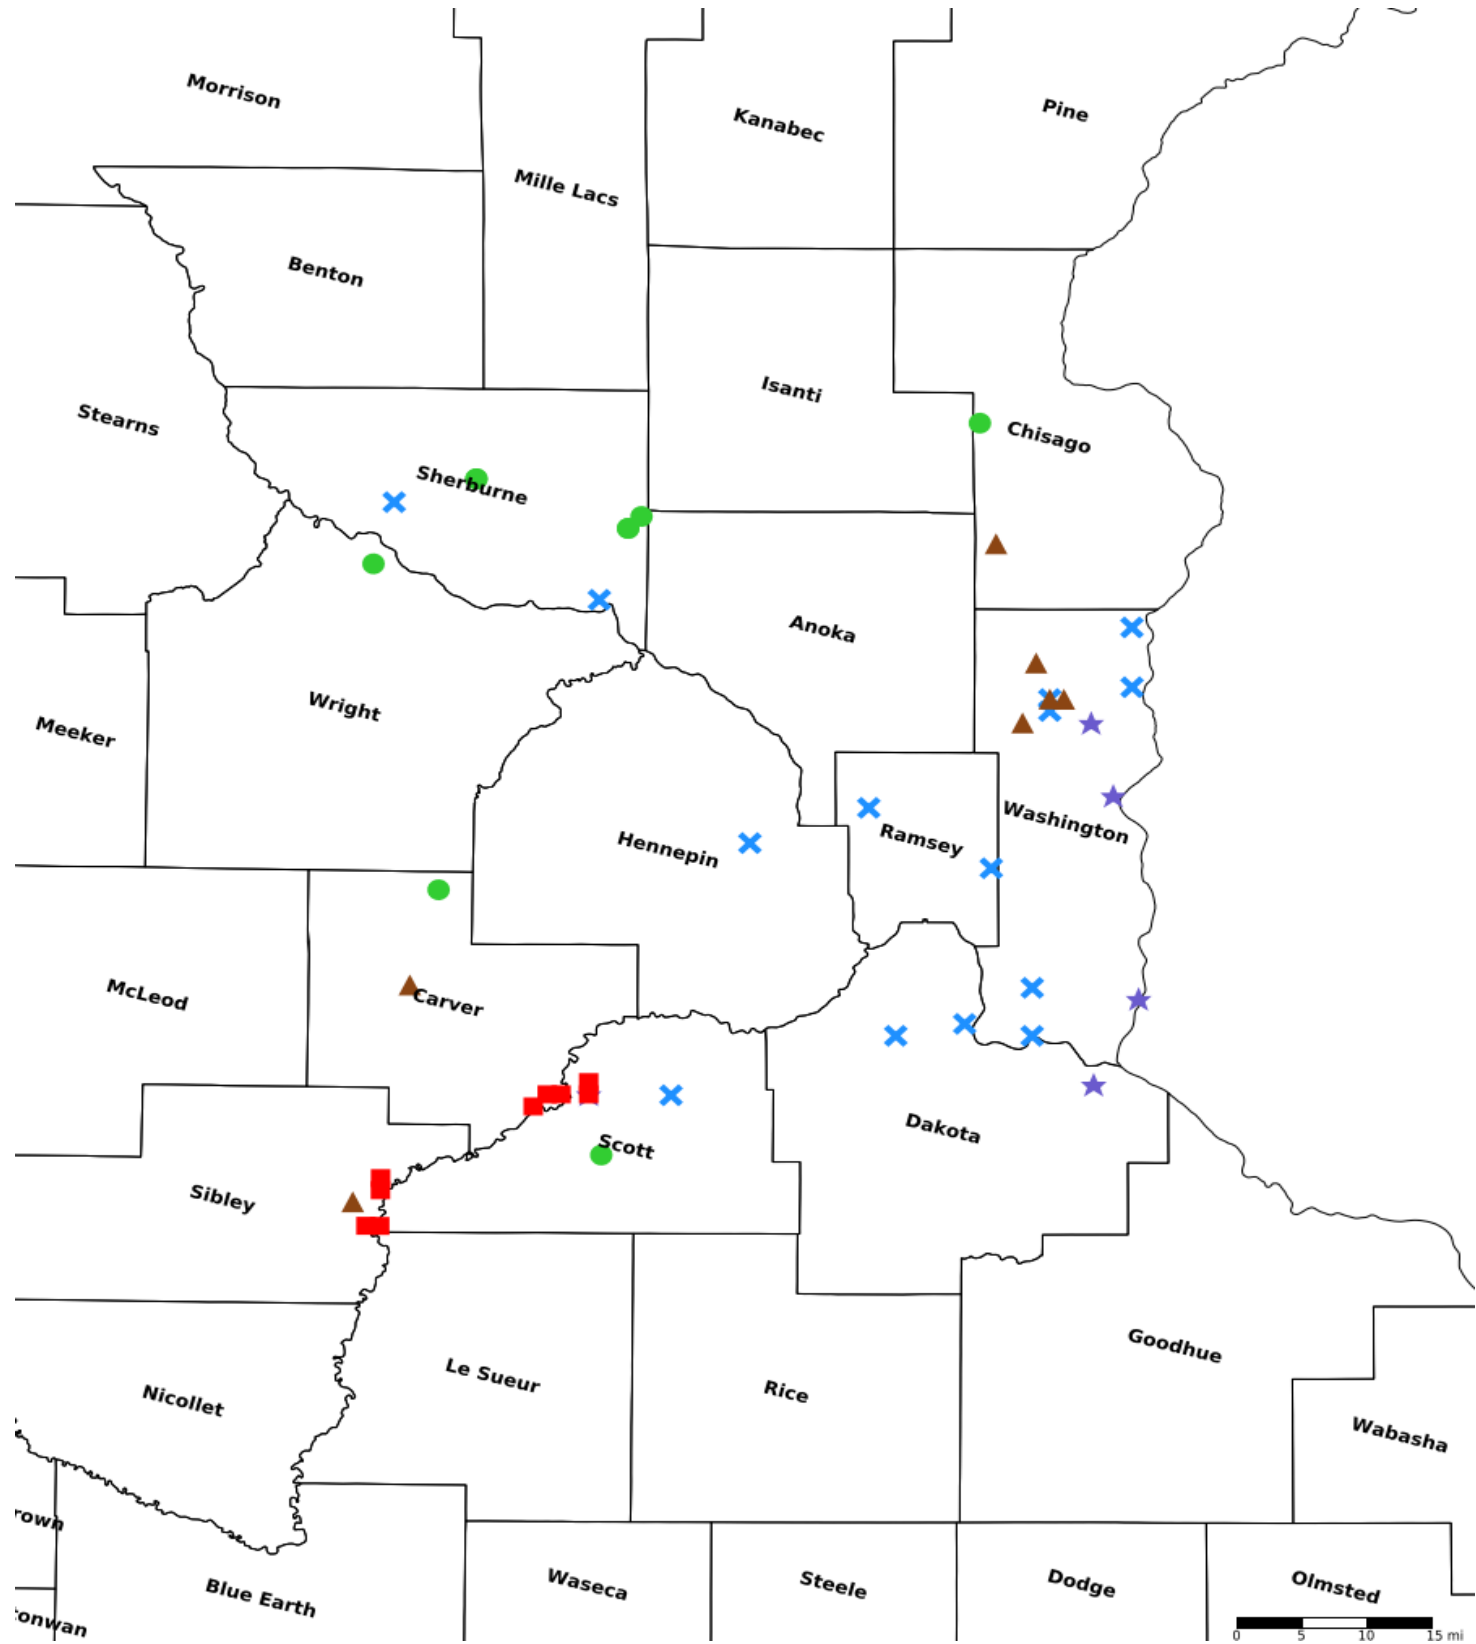 Morrison
Pine
Kanabec
Mille Lacs
Benton
Isanti
Stearns
Chisago
Sherburne
Anoka
Wright
Meeker
Washington
Ramsey
Hennepin
McLeod
Carver
Dakota
Scott
Sibley
Goodhue
Le Sueur
Rice
Nicollet
Wabasha
rown
Waseca
Steele
Dodge
Olmsted
Blue Earth
onwan
0 5 10 15 mi